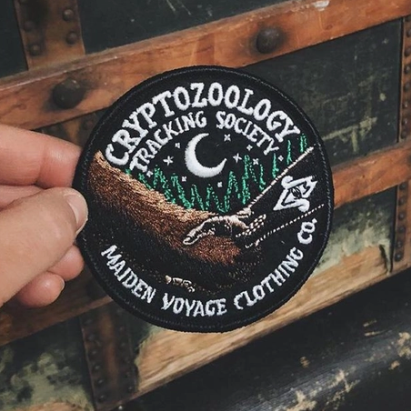 CRYPTOZOOLOGY
TRACKING SOCIETY
MAIDEN VOYAGE CLOTHING CO.